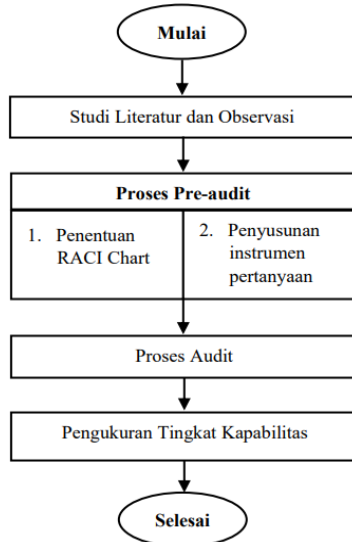 Mulai
Studi Literatur dan Observasi
Proses Pre-audit
1. Penentuan
RACI Chart
2. Penyusunan
instrumen
pertanyaan
Proses Audit
Pengukuran Tingkat Kapabilitas
Selesai